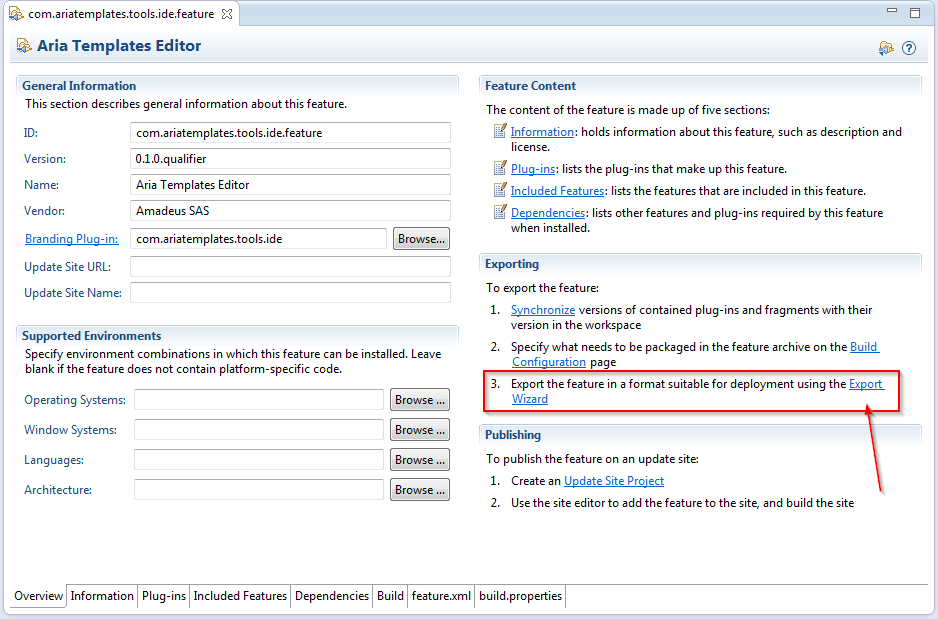 com.ariatemplates.tools.ide.feature
Aria Templates Editor
General Information
This section describes general information about this feature.
ID: com.ariatemplates.tools.ide.feature
Version: 0.1.0.qualifier
Name: Aria Templates Editor
Vendor: Amadeus SAS
Branding Plug-in: com.ariatemplates.tools.ide Browse...
Update Site URL:
Update Site Name:
Supported Environments
Specify environment combinations in which this feature can be installed. Leave
blank if the feature does not contain platform-specific code.
Operating Systems: Browse ...
Window Systems: Browse ...
Languages: Browse ...
Architecture: Browse ...
Feature Content
The content of the feature is made up of five sections:
Information: holds information about this feature, such as description and
license.
Plug-ins: lists the plug-ins that make up this feature.
Included Features: lists the features that are included in this feature.
Dependencies: lists other features and plug-ins required by this feature
when installed.
Exporting
To export the feature:
1. Synchronize versions of contained plug-ins and fragments with their
version in the workspace
2. Specify what needs to be packaged in the feature archive on the Build
Configuration page
3. Export the feature in a format suitable for deployment using the Export
Wizard
Publishing
To publish the feature on an update site:
1. Create an Update Site Project
2. Use the site editor to add the feature to the site, and build the site
Overview Information Plug-ins Included Features Dependencies Build feature.xml build.properties